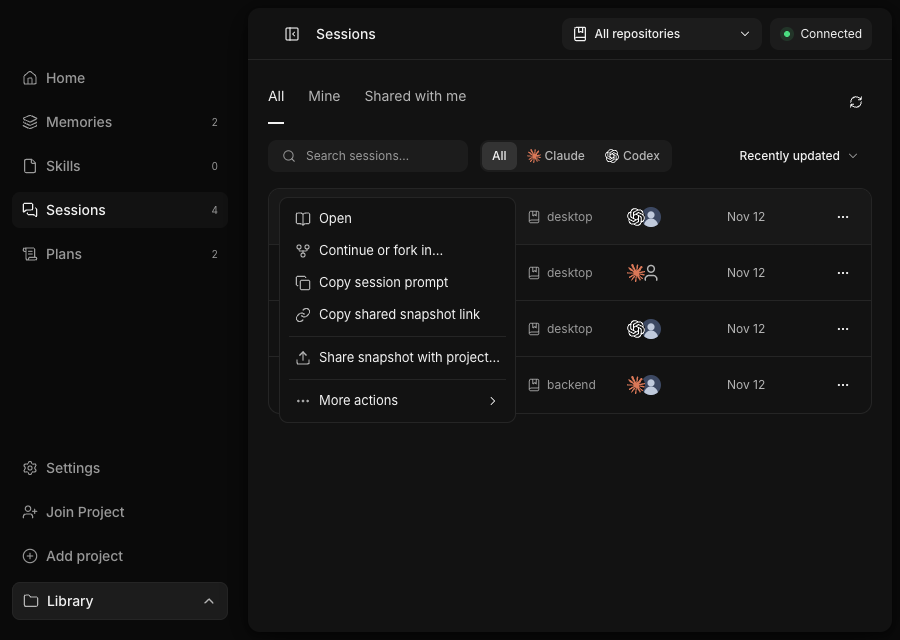 Sessions
All repositories
Connected
Home
Memories 2
Skills 0
Sessions 4
Plans 2
All Mine Shared with me
Search sessions...
All Claude Codex
Recently updated
Open
Continue or fork in...
Copy session prompt
Copy shared snapshot link
Share snapshot with project...
More actions
desktop Nov 12
desktop Nov 12
desktop Nov 12
backend Nov 12
Settings
Join Project
Add project
Library